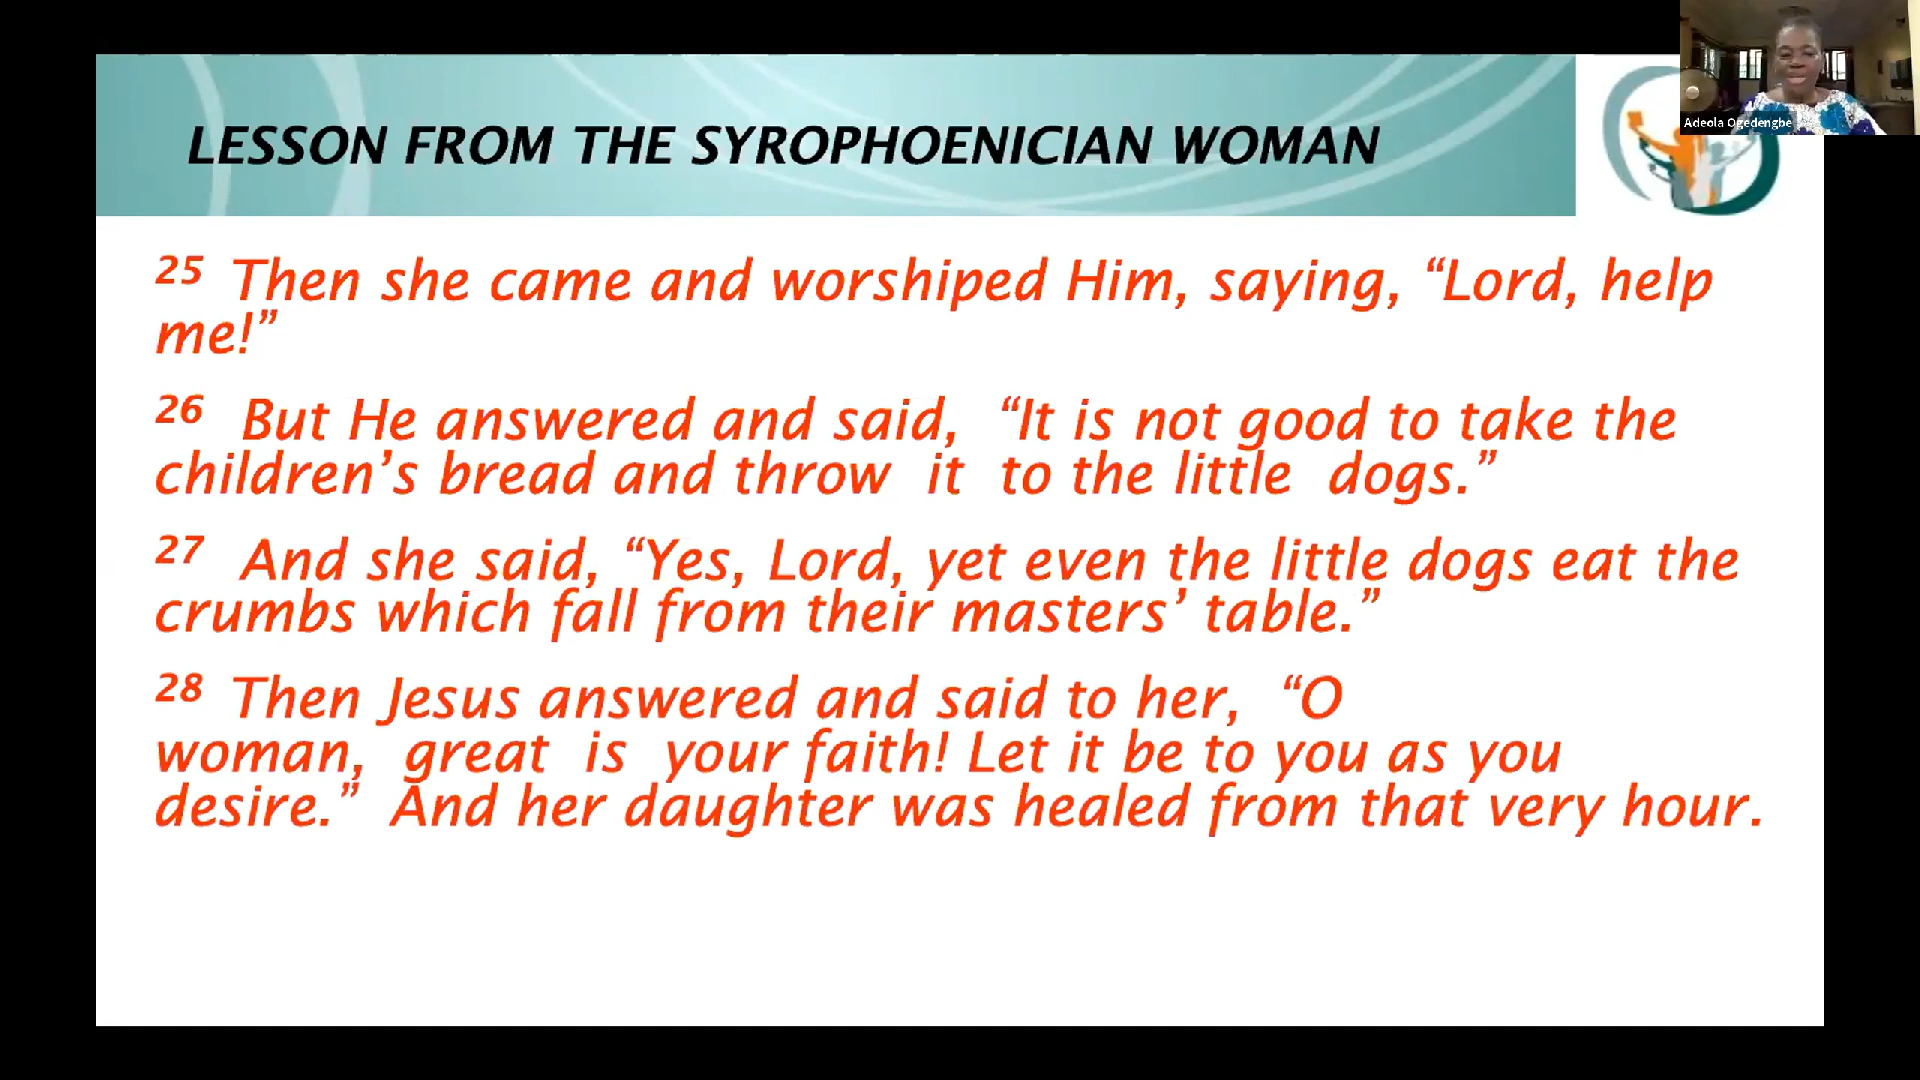 LESSON FROM THE SYROPHOENICIAN WOMAN
Adeola Ogedengbe
25 Then she came and worshiped Him, saying, “Lord, help
me!”
26 But He answered and said, “It is not good to take the
children’s bread and throw it to the little dogs.”
27 And she said, “Yes, Lord, yet even the little dogs eat the
crumbs which fall from their masters’ table.”
28 Then Jesus answered and said to her, “O
woman, great is your faith! Let it be to you as you
desire.” And her daughter was healed from that very hour.